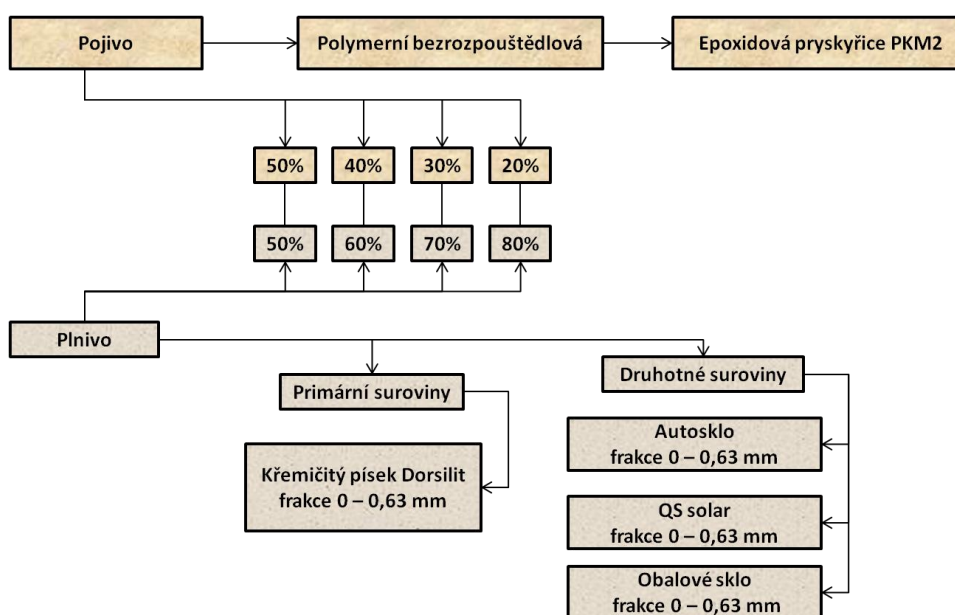 Pojivo
Polymerní bezrozpouštědlová
Epoxidová pryskyřice PKM2
50%
40%
30%
20%
50%
60%
70%
80%
Plnivo
Primární suroviny
Druhotné suroviny
Křemičitý písek Dorsilit
frakce 0 – 0,63 mm
Autosklo
frakce 0 – 0,63 mm
QS solar
frakce 0 – 0,63 mm
Obalové sklo
frakce 0 – 0,63 mm